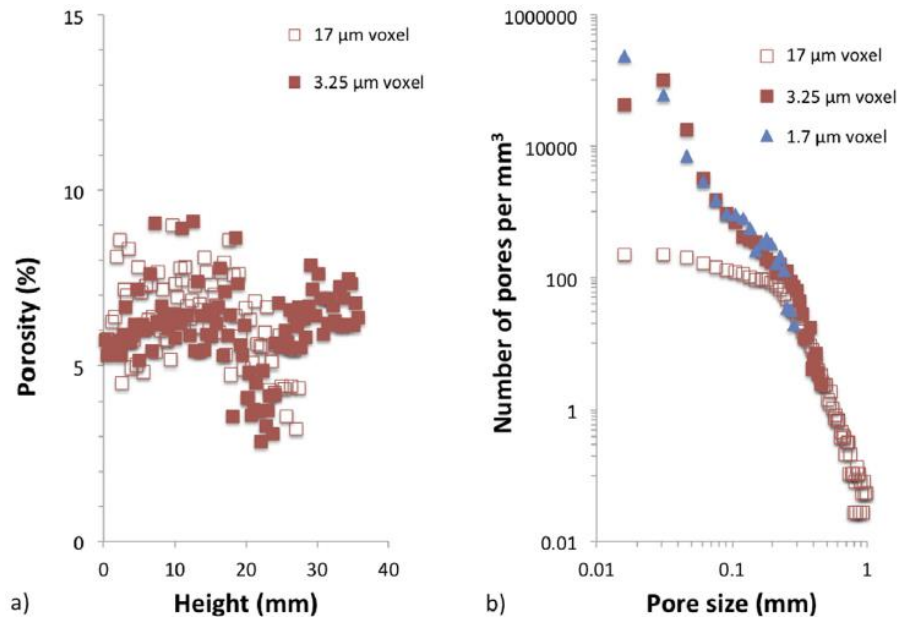 15
10
5
0
Porosity (%)
17 µm voxel
3.25 µm voxel
0 10 20 30 40
a) Height (mm)
1000000
10000
100
1
0.01
Number of pores per mm³
17 µm voxel
3.25 µm voxel
1.7 µm voxel
0.01 0.1 1
b) Pore size (mm)